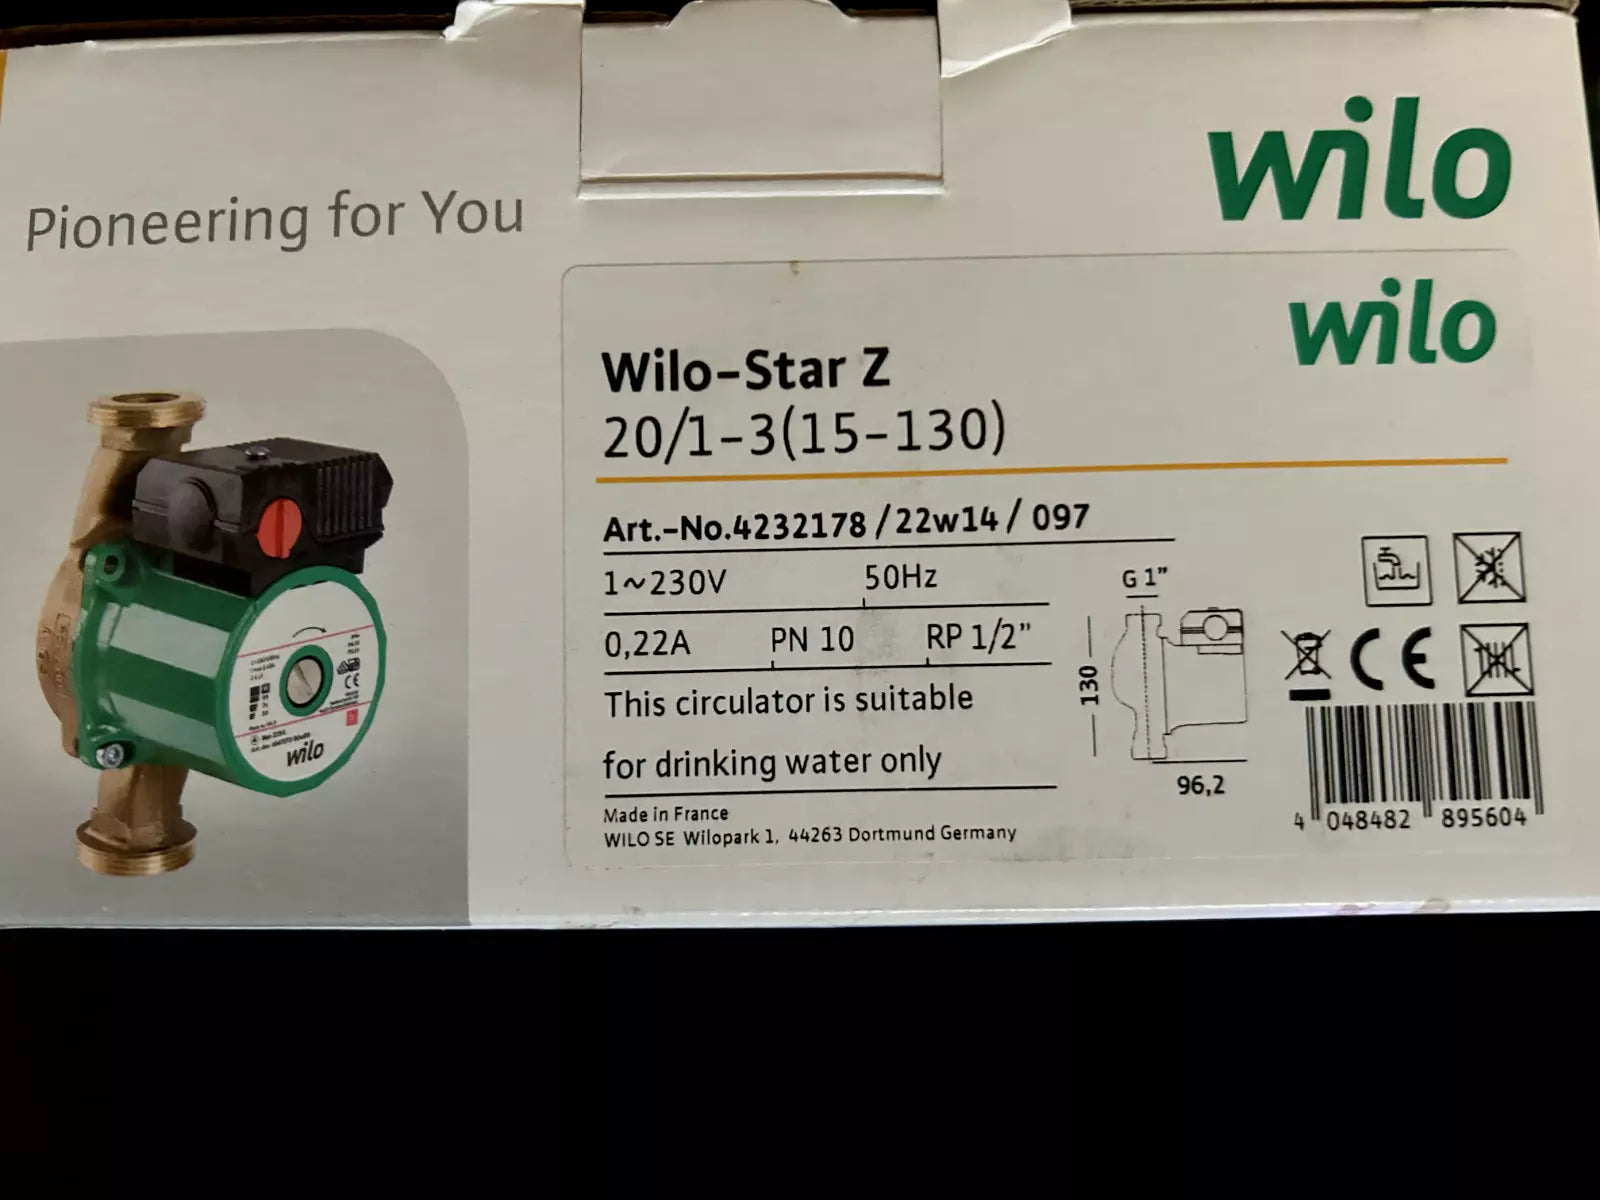 wilo
Pioneering for You
wilo
Wilo-Star Z
20/1-3(15-130)
Art.-No.4232178/22w14/097
1~230V 50Hz
0,22A PN 10 RP 1/2"
This circulator is suitable
for drinking water only
Made in France
WILO SE Wilopark 1, 44263 Dortmund Germany
G 1"
130
96,2
CE
4 048482 895604
CE
wilo